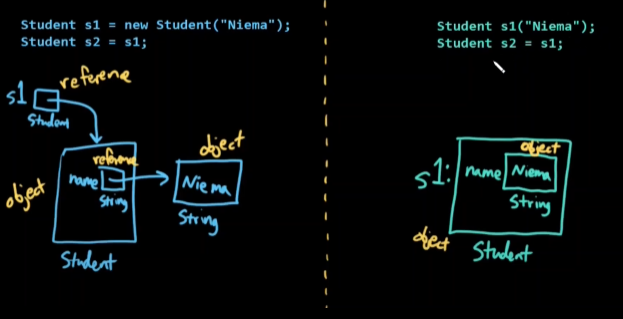 Student s1 = new Student("Niema");
Student s2 = s1;
referene
s1
Student
object
referene
name
String
Student
object
Niema
String
Student s1("Niema");
Student s2 = s1;
s1:
object
name
Niema
String
object
Student